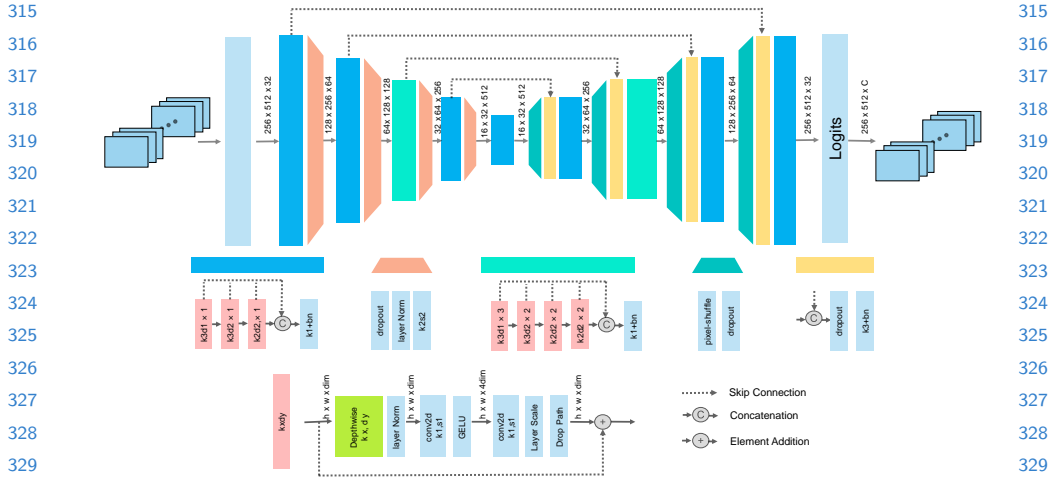 315 315
316 316
317 317
318 318
319 319
320 320
321 321
322 322
323 323
324 324
325 325
326 326
327 327
328 328
329 329
256 x 512 x 32
128 x 256 x 64
64 x 128 x 128
32 x 64 x 256
16 x 32 x 512
16 x 32 x 512
32 x 64 x 256
64 x 128 x 128
128 x 256 x 64
256 x 512 x 32
Logits
256 x 512 x C
k3d1 × 1
k3d2 × 1
k2d2, × 1
C
k1+bn
dropout
layer Norm
k2s2
k3d1 × 3
k3d2 × 2
k2d2 × 2
k2d2 × 2
C
k1+bn
pixel-shuffle
dropout
C
dropout
k3+bn
kxdy
h x w x dim
Depthwise
k x, d y
layer Norm
h x w x dim
conv2d
k1,s1
GELU
h x w x 4dim
conv2d
k1,s1
Layer Scale
Drop Path
h x w x dim
+
Skip Connection
C Concatenation
+ Element Addition